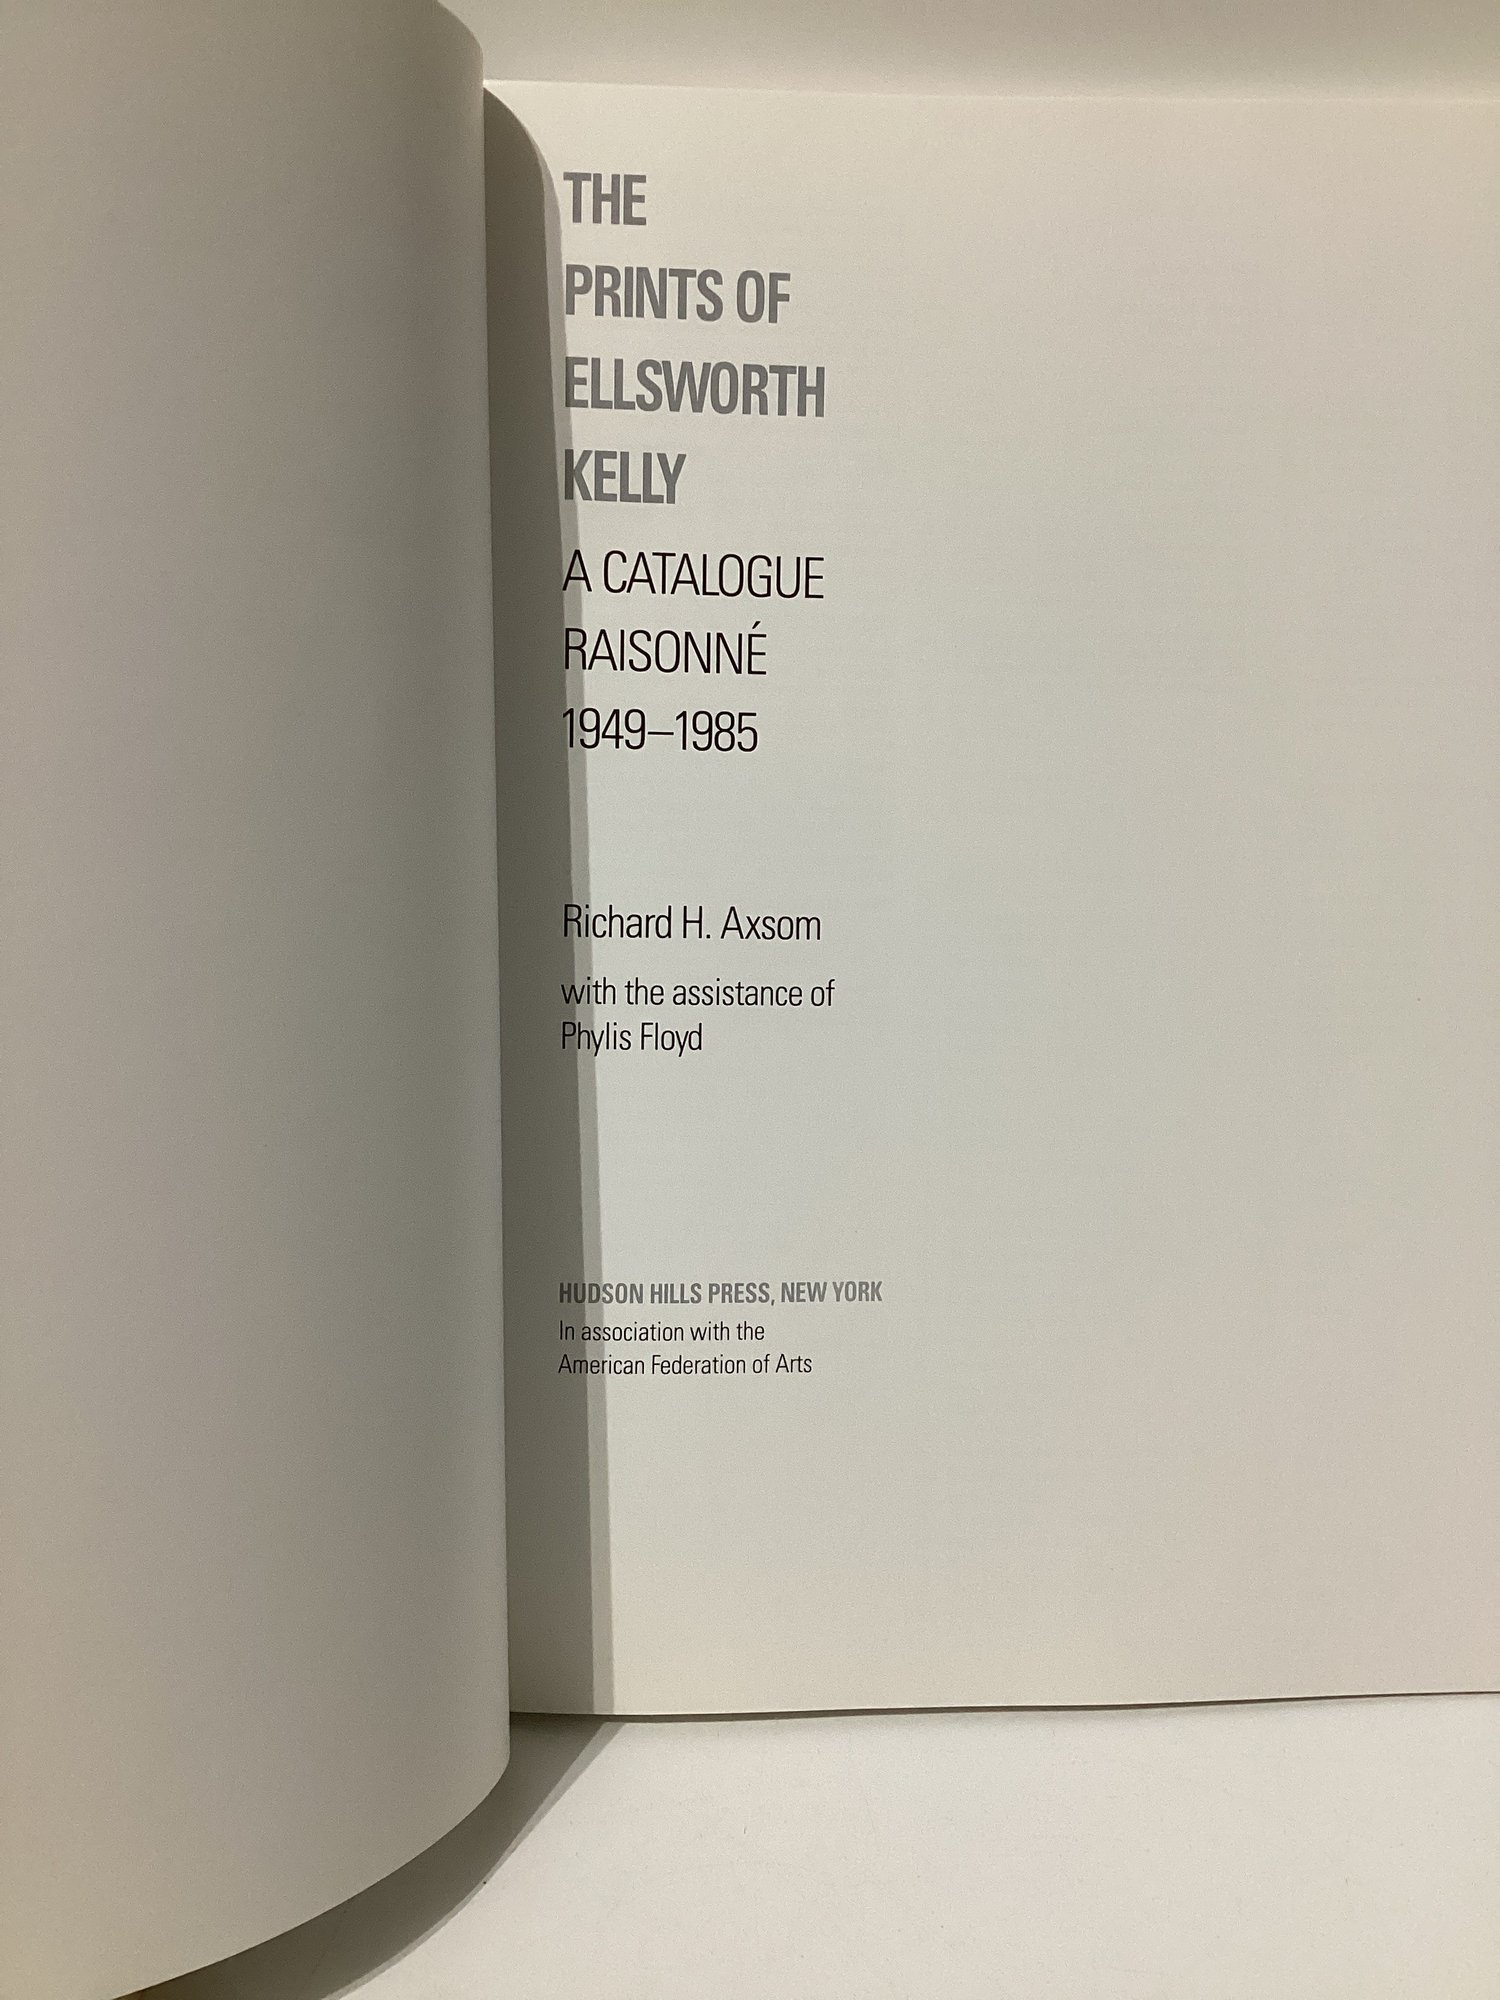 THE
PRINTS OF
ELLSWORTH
KELLY
A CATALOGUE
RAISONNÉ
1949–1985
Richard H. Axsom
with the assistance of
Phylis Floyd
HUDSON HILLS PRESS, NEW YORK
In association with the
American Federation of Arts